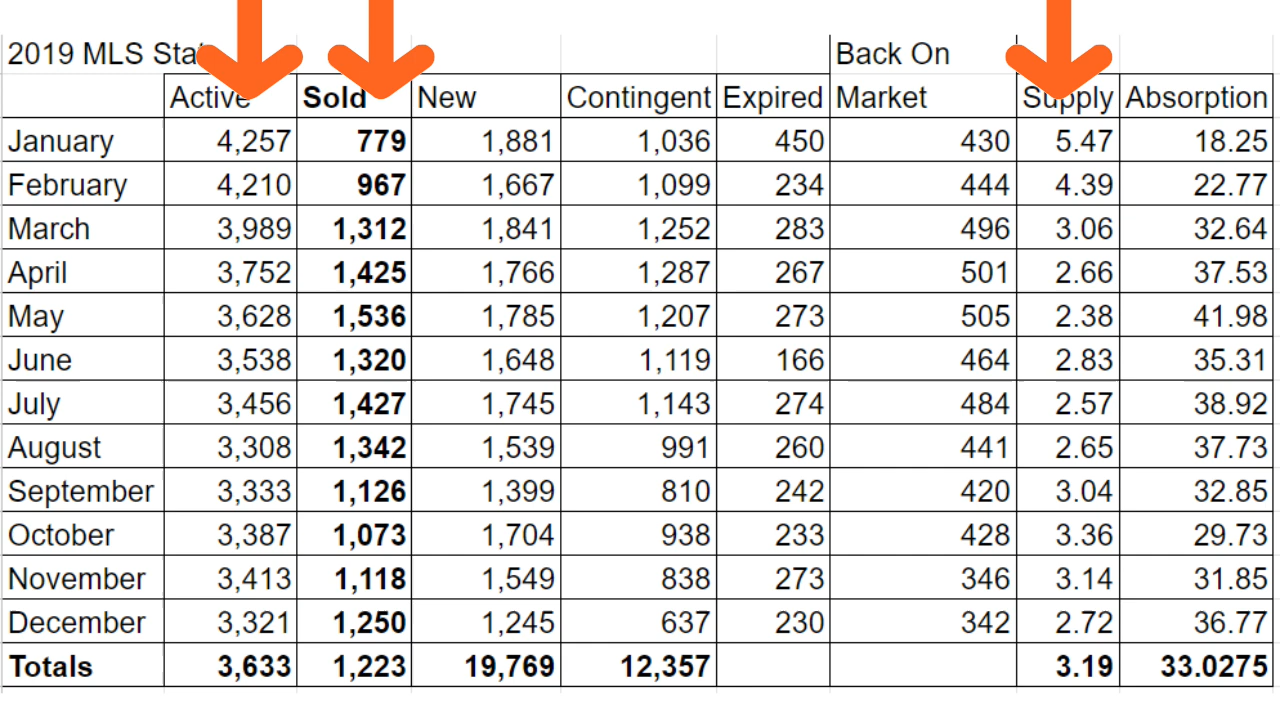 2019 MLS Back On
Active Sold New Contingent Expired Market Supply Absorption
January 4,257 779 1,881 1,036 450 430 5.47 18.25
February 4,210 967 1,667 1,099 234 444 4.39 22.77
March 3,989 1,312 1,841 1,252 283 496 3.06 32.64
April 3,752 1,425 1,766 1,287 267 501 2.66 37.53
May 3,628 1,536 1,785 1,207 273 505 2.38 41.98
June 3,538 1,320 1,648 1,119 166 464 2.83 35.31
July 3,456 1,427 1,745 1,143 274 484 2.57 38.92
August 3,308 1,342 1,539 991 260 441 2.65 37.73
September 3,333 1,126 1,399 810 242 420 3.04 32.85
October 3,387 1,073 1,704 938 233 428 3.36 29.73
November 3,413 1,118 1,549 838 273 346 3.14 31.85
December 3,321 1,250 1,245 637 230 342 2.72 36.77
Totals 3,633 1,223 19,769 12,357 3.19 33.0275